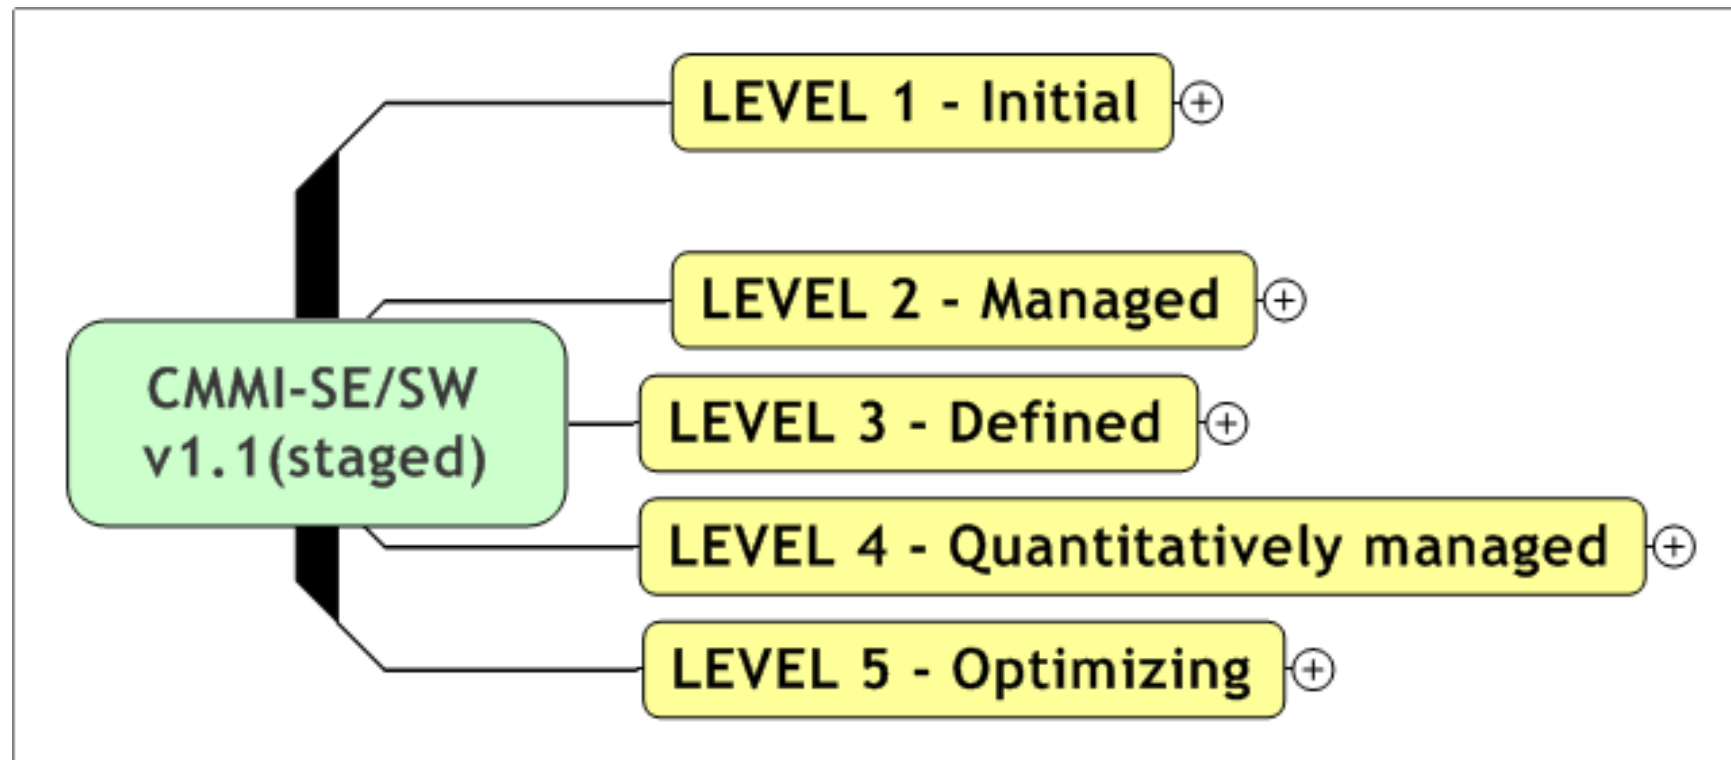 LEVEL 1 - Initial
LEVEL 2 - Managed
CMMI-SE/SW
v1.1(staged)
LEVEL 3 - Defined
LEVEL 4 - Quantitatively managed
LEVEL 5 - Optimizing